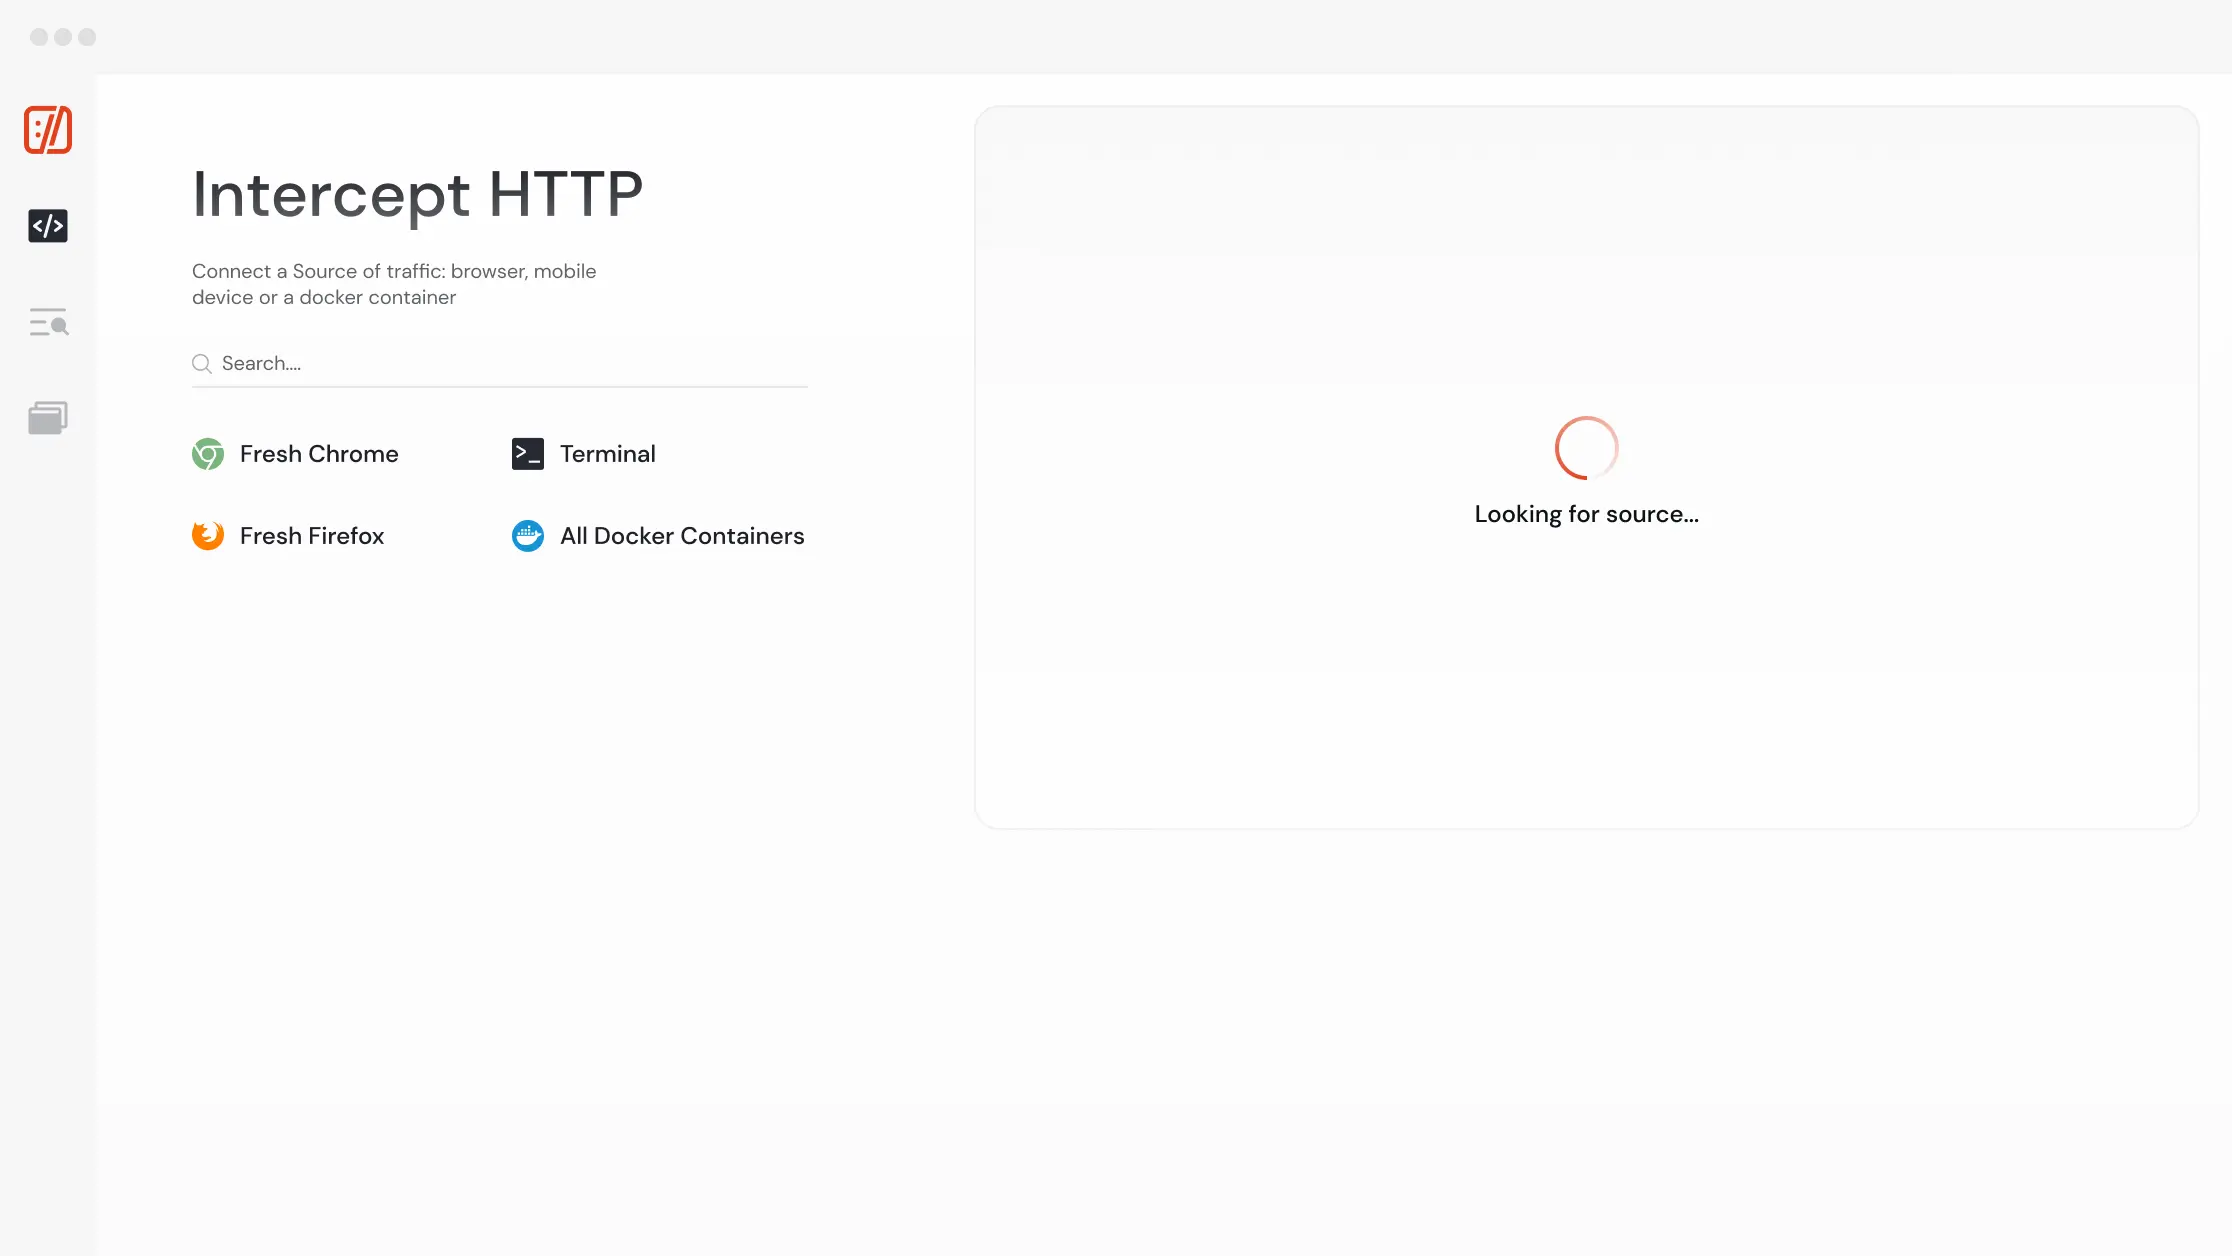 Intercept HTTP
Connect a Source of traffic: browser, mobile
device or a docker container
Search....
Fresh Chrome
Terminal
Fresh Firefox
All Docker Containers
Looking for source...